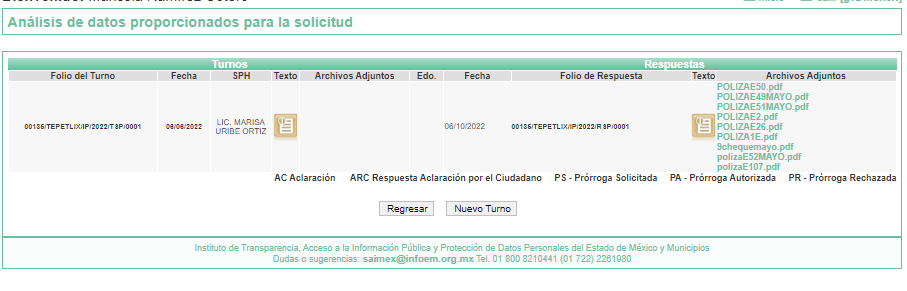 Análisis de datos proporcionados para la solicitud
Turnos Respuestas
Folio del Turno Fecha SPH Texto Archivos Adjuntos Edo. Fecha Folio de Respuesta Texto Archivos Adjuntos
00136/TEPETLIX/IP/2022/TSP/0001 06/06/2022 LIC. MARISA URIBE ORTIZ 06/10/2022 00136/TEPETLIX/IP/2022/RSP/0001
POLIZAE50.pdf
POLIZAE49MAYO.pdf
POLIZAE51MAYO.pdf
POLIZAE2.pdf
POLIZAE26.pdf
POLIZA1E.pdf
9chequemayo.pdf
polizaE52MAYO.pdf
polizaE107.pdf
AC Aclaración ARC Respuesta Aclaración por el Ciudadano PS - Prórroga Solicitada PA - Prórroga Autorizada PR - Prórroga Rechazada
Regresar Nuevo Turno
Instituto de Transparencia, Acceso a la Información Pública y Protección de Datos Personales del Estado de México y Municipios
Dudas o sugerencias: saimex@infoem.org.mx Tel. 01 800 8210441 (01 722) 2261980